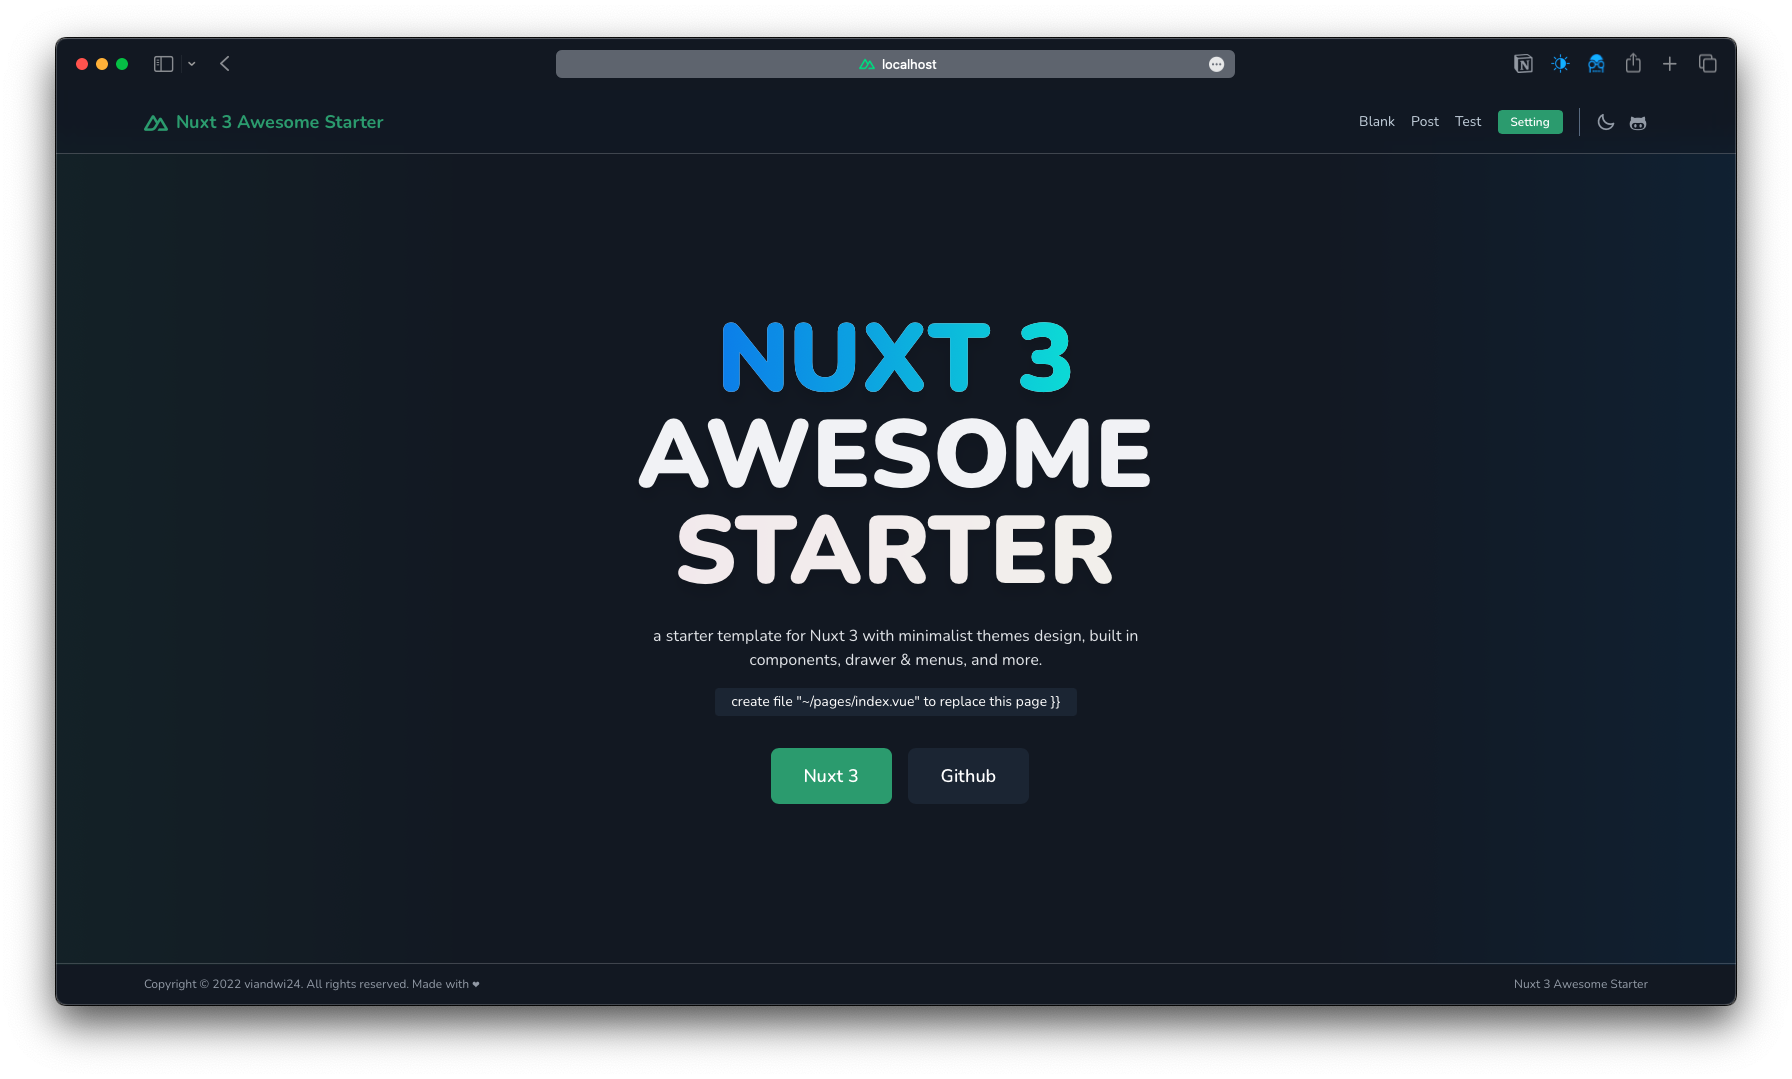 localhost
Nuxt 3 Awesome Starter
Blank Post Test Setting
NUXT 3
AWESOME
STARTER
a starter template for Nuxt 3 with minimalist themes design, built in
components, drawer & menus, and more.
create file "~/pages/index.vue" to replace this page }}
Nuxt 3 Github
Copyright © 2022 viandwi24. All rights reserved. Made with ❤
Nuxt 3 Awesome Starter